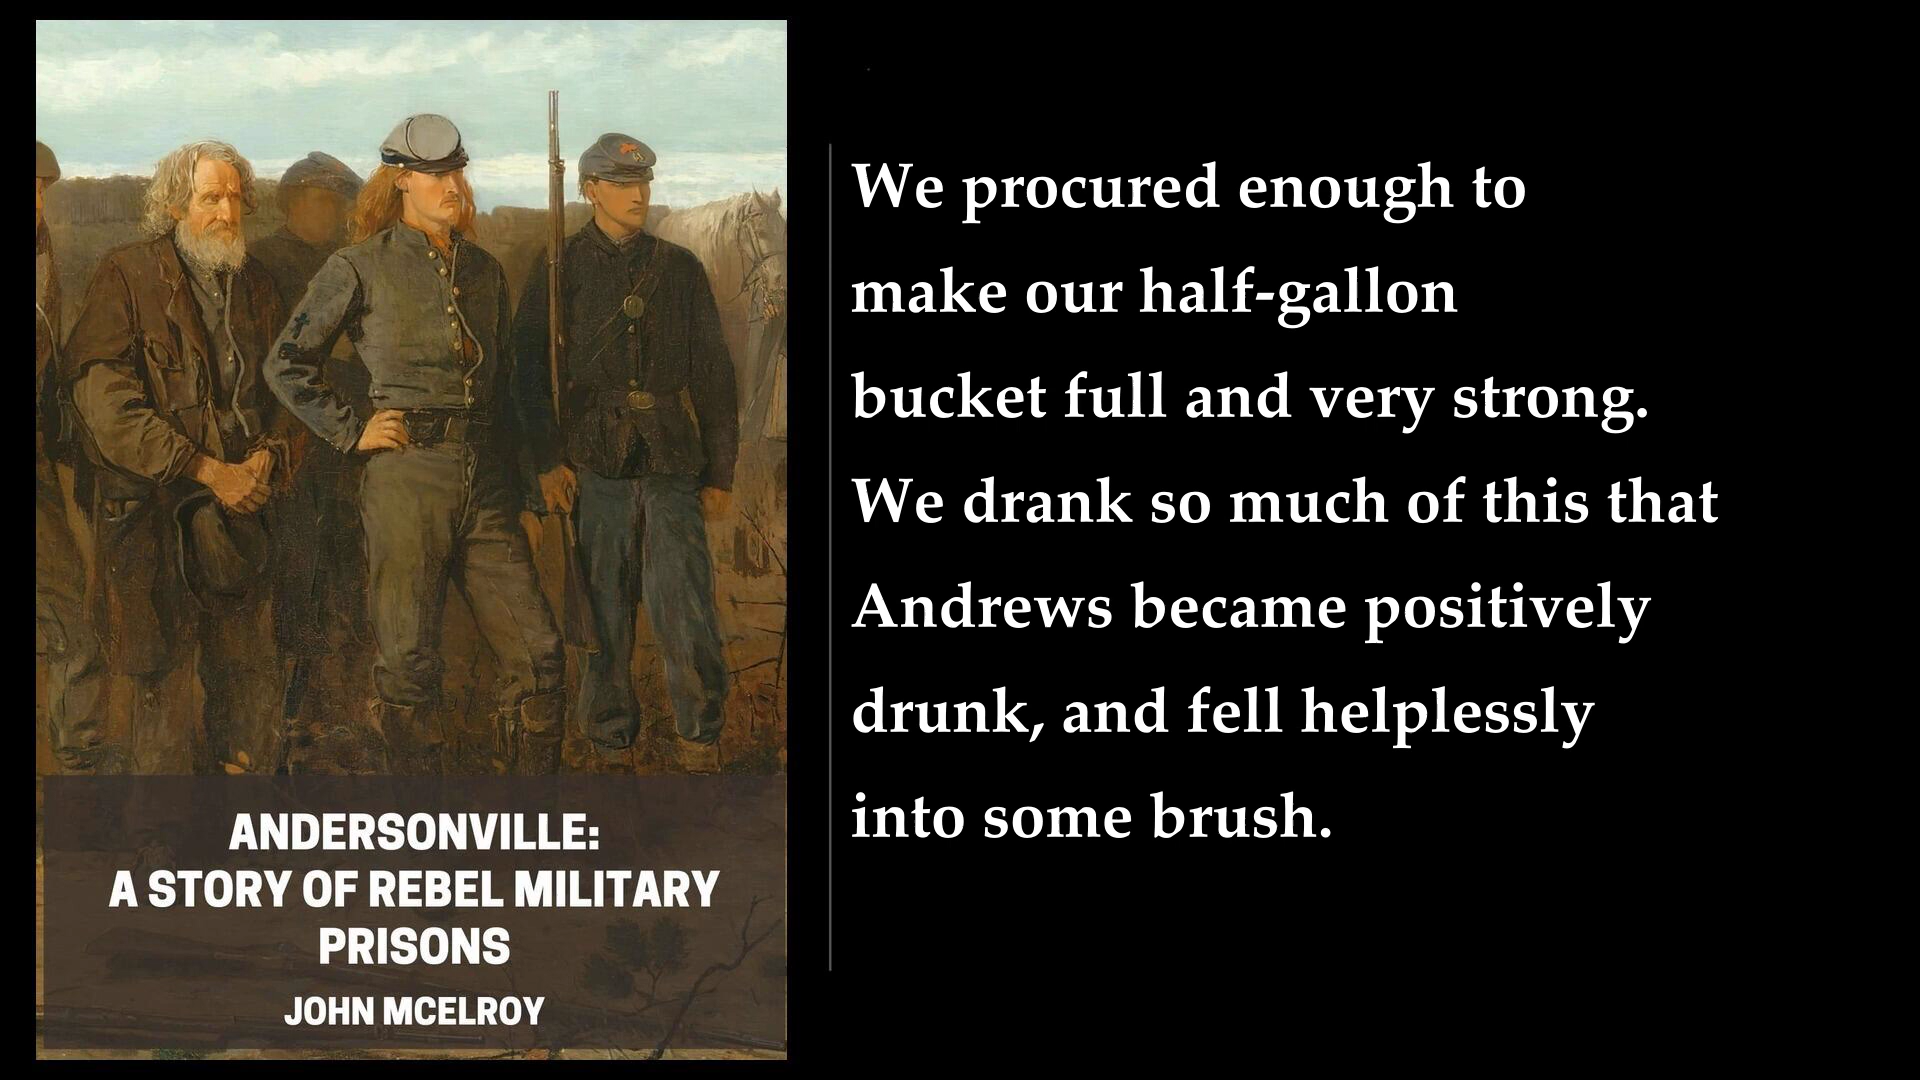 ANDERSONVILLE:
A STORY OF REBEL MILITARY
PRISONS
JOHN MCELROY
We procured enough to
make our half-gallon
bucket full and very strong.
We drank so much of this that
Andrews became positively
drunk, and fell helplessly
into some brush.